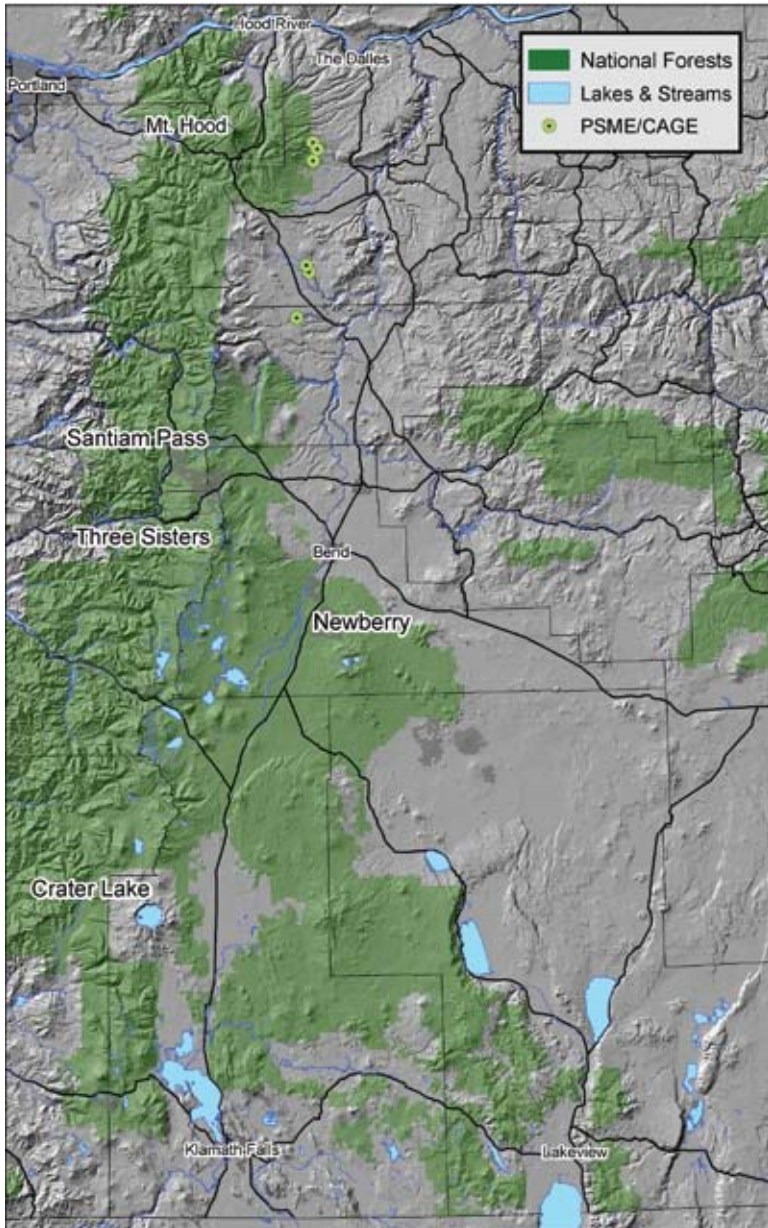 Hood River
The Dalles
Portland
Mt. Hood
National Forests
Lakes & Streams
PSME/CAGE
Santiam Pass
Three Sisters
Bend
Newberry
Crater Lake
Klamath Falls
Lakeview